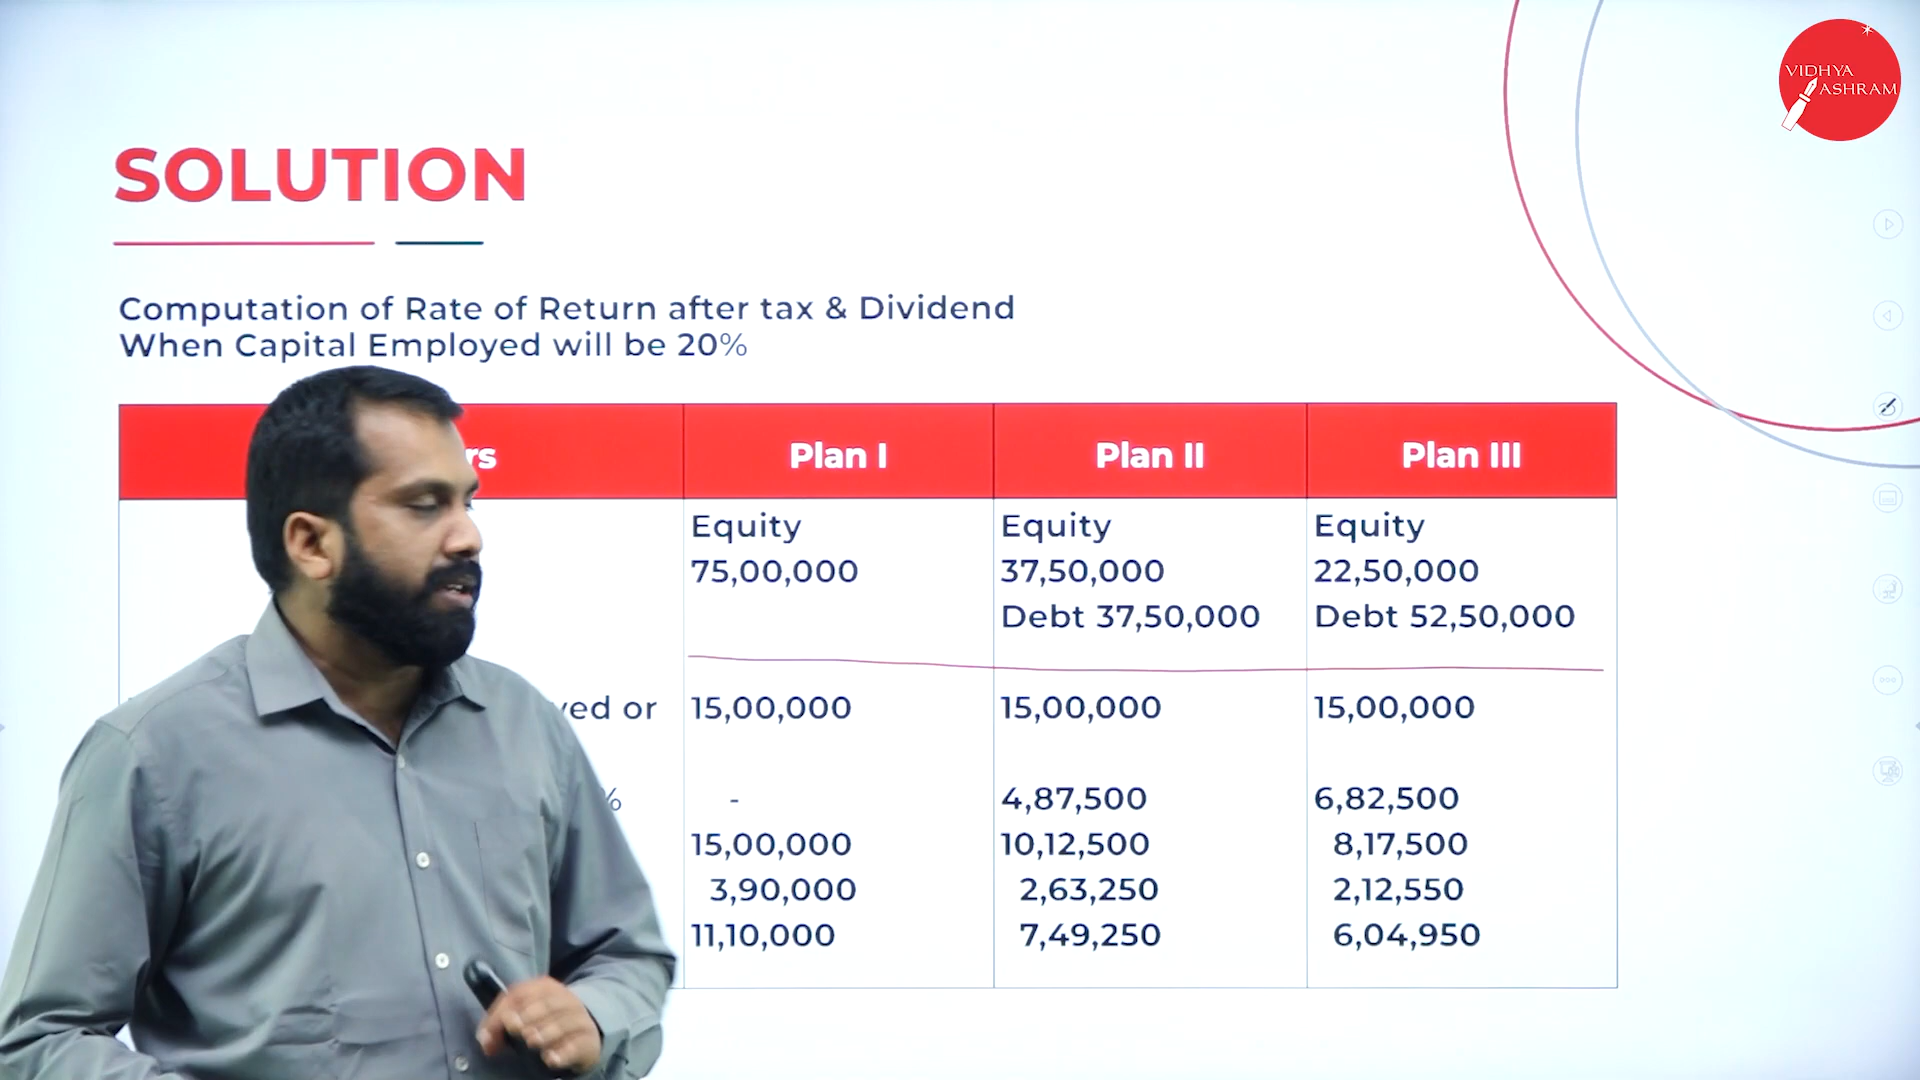 VIDHYA
ASHRAM
SOLUTION
Computation of Rate of Return after tax & Dividend
When Capital Employed will be 20%
Plan I Plan II Plan III
Equity Equity Equity
75,00,000 37,50,000 22,50,000
Debt 37,50,000 Debt 52,50,000
or 15,00,000 15,00,000 15,00,000
% - 4,87,500 6,82,500
15,00,000 10,12,500 8,17,500
3,90,000 2,63,250 2,12,550
11,10,000 7,49,250 6,04,950